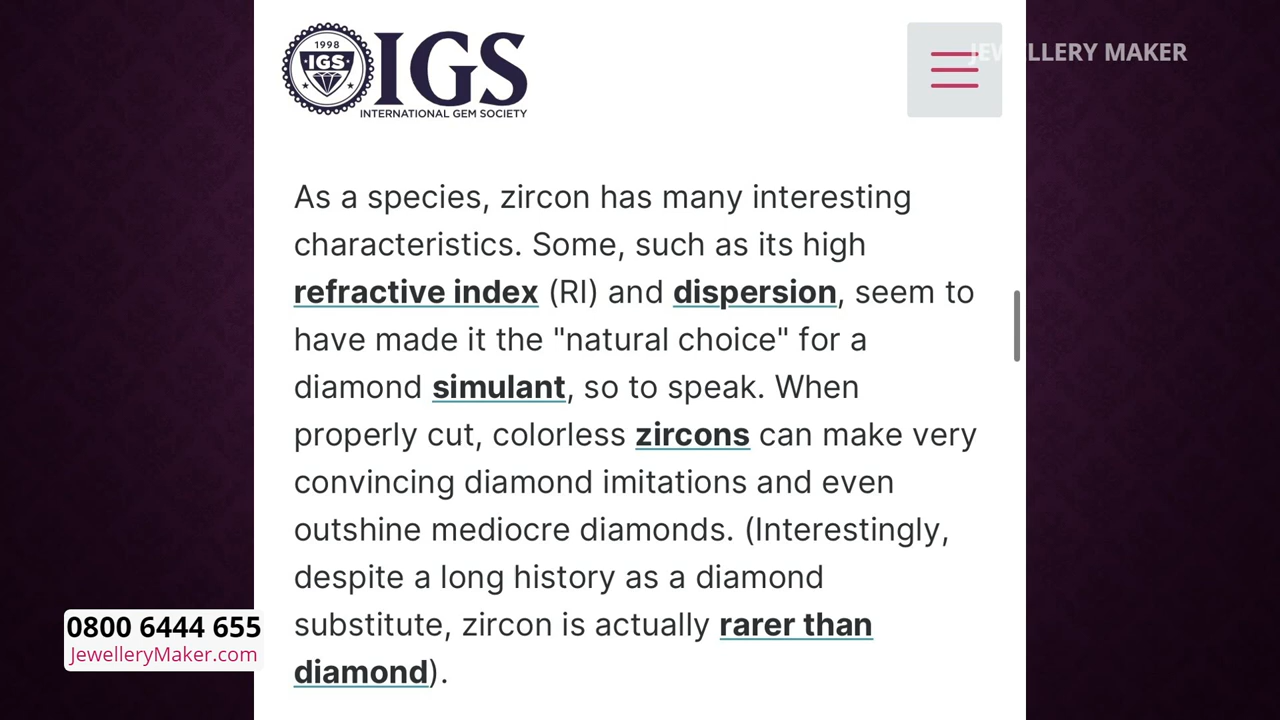 1998
IGS
IGS
INTERNATIONAL GEM SOCIETY
JEWELLERY MAKER
As a species, zircon has many interesting
characteristics. Some, such as its high
refractive index (RI) and dispersion, seem to
have made it the "natural choice" for a
diamond simulant, so to speak. When
properly cut, colorless zircons can make very
convincing diamond imitations and even
outshine mediocre diamonds. (Interestingly,
despite a long history as a diamond
substitute, zircon is actually rarer than
diamond).
0800 6444 655
JewelleryMaker.com